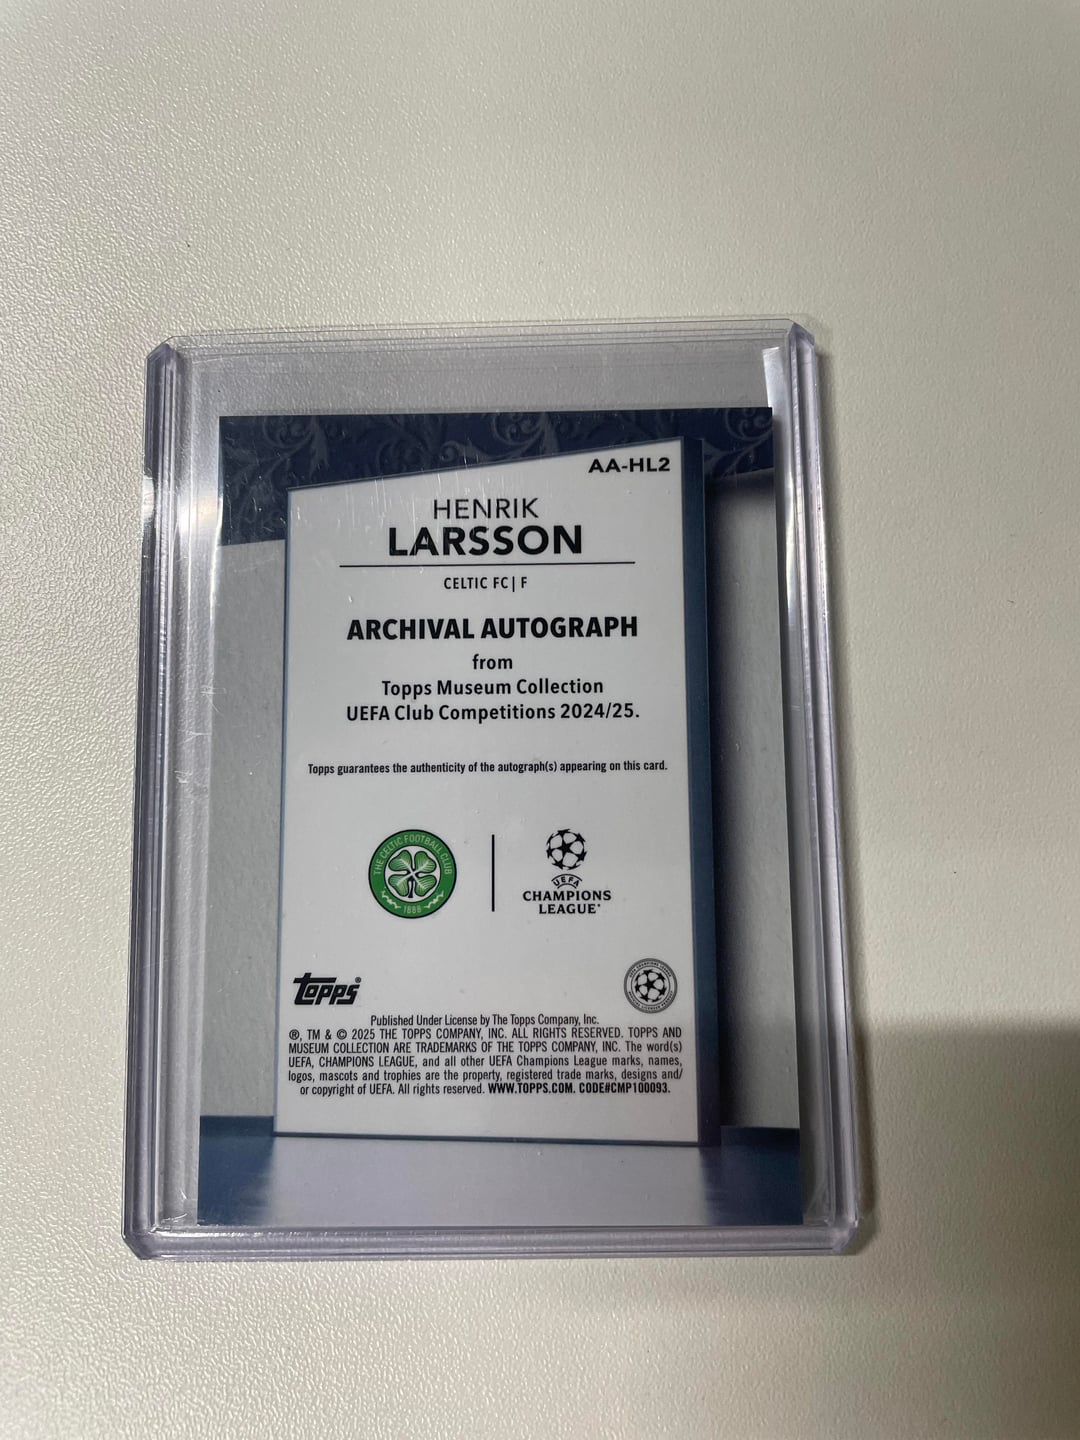 AA-HL2
HENRIK
LARSSON
CELTIC FC| F
ARCHIVAL AUTOGRAPH
from
Topps Museum Collection
UEFA Club Competitions 2024/25.
Topps guarantees the authenticity of the autograph(s) appearing on this card.
THE CELTIC FOOTBALL CLUB
1888
UEFA
CHAMPIONS
LEAGUE®
Topps®
Published Under License by The Topps Company, Inc.
®, TM & © 2025 THE TOPPS COMPANY, INC. ALL RIGHTS RESERVED. TOPPS AND
MUSEUM COLLECTION ARE TRADEMARKS OF THE TOPPS COMPANY, INC. The word(s)
UEFA, CHAMPIONS LEAGUE, and all other UEFA Champions League marks, names,
logos, mascots and trophies are the property, registered trade marks, designs and/
or copyright of UEFA. All rights reserved. WWW.TOPPS.COM. CODE#CMP100093.